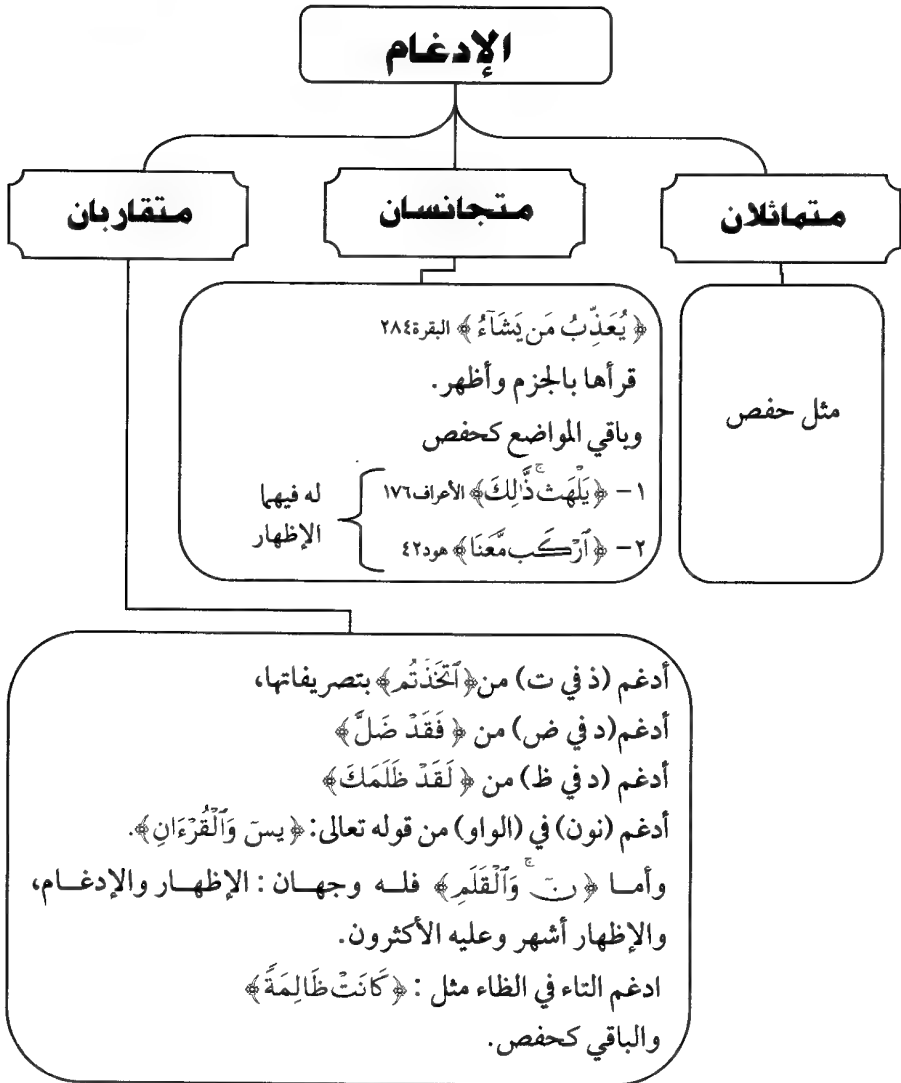 الإدغام
متماثلان
متجانسان
متقاربان
مثل حفص
﴿يُعَذِّبُ مَن يَشَآءُ﴾ البقرة٢٨٤
قرأها بالجزم وأظهر.
وباقي المواضع كحفص
١- ﴿يَلْهَث ۚ ذَّٰلِكَ﴾ الأعراف١٧٦
٢- ﴿ٱرْكَب مَّعَنَا﴾ هود٤٢
له فيهما
الإظهار
أدغم (ذ في ت) من﴿ٱتَّخَذْتُم﴾ بتصريفاتها،
أدغم(د في ض) من ﴿فَقَدْ ضَلَّ﴾
أدغم (د في ظ) من ﴿لَقَدْ ظَلَمَكَ﴾
أدغم (نون) في (الواو) من قوله تعالى: ﴿يسٓ وَٱلْقُرْءَانِ﴾.
وأما ﴿نٓ ۚ وَٱلْقَلَمِ﴾ فله وجهان : الإظهار والإدغام،
والإظهار أشهر وعليه الأكثرون.
ادغم التاء في الظاء مثل : ﴿كَانَتْ ظَالِمَةً﴾
والباقي كحفص.